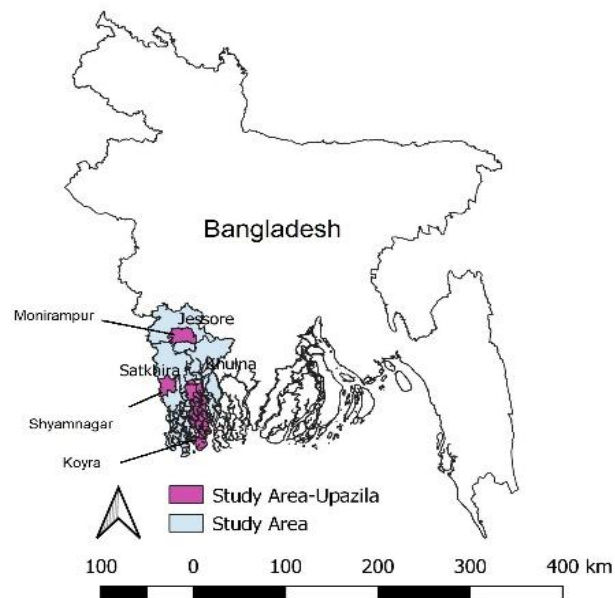 Bangladesh
Monirampur
Jessore
Satkhira
Khulna
Shyamnagar
Koyra
Study Area-Upazila
Study Area
100 0 100 200 300 400 km